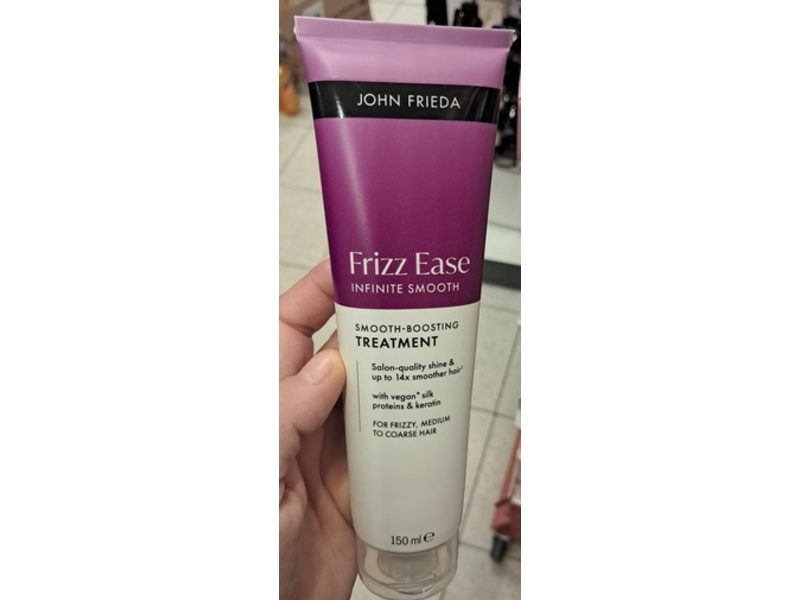 JOHN FRIEDA
Frizz Ease
INFINITE SMOOTH
SMOOTH-BOOSTING
TREATMENT
Salon-quality shine &
up to 14x smoother hair¹
with vegan* silk
proteins & keratin
FOR FRIZZY, MEDIUM
TO COARSE HAIR
150 ml ℮